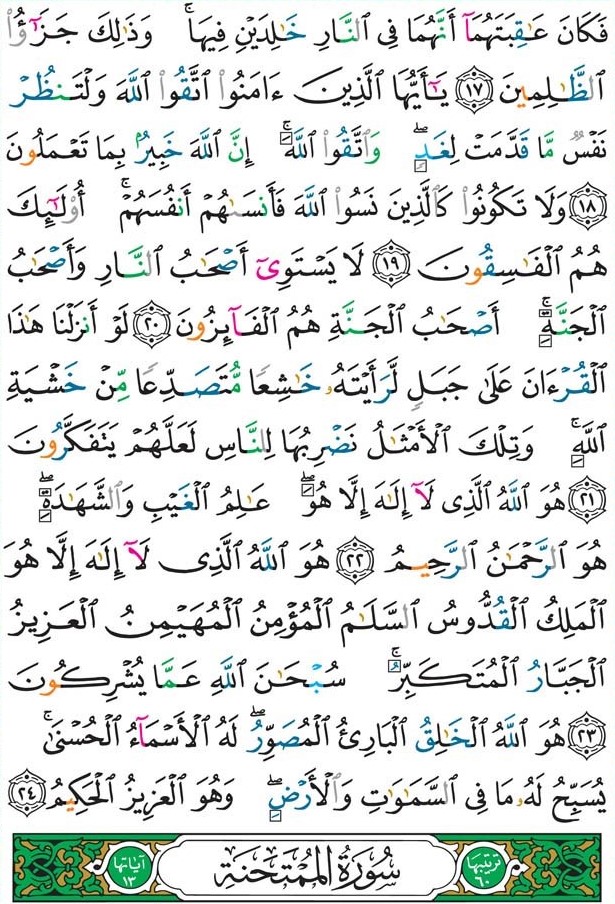 فَكَانَ عَـٰقِبَتَهُمَآ أَنَّهُمَا فِى ٱلنَّارِ خَـٰلِدَيْنِ فِيهَا ۚ وَذَٰلِكَ جَزَٰٓؤُا۟
ٱلظَّـٰلِمِينَ ١٧ يَـٰٓأَيُّهَا ٱلَّذِينَ ءَامَنُوا۟ ٱتَّقُوا۟ ٱللَّهَ وَلْتَنظُرْ
نَفْسٌ مَّا قَدَّمَتْ لِغَدٍ ۖ وَٱتَّقُوا۟ ٱللَّهَ ۚ إِنَّ ٱللَّهَ خَبِيرٌۢ بِمَا تَعْمَلُونَ
١٨ وَلَا تَكُونُوا۟ كَٱلَّذِينَ نَسُوا۟ ٱللَّهَ فَأَنسَىٰهُمْ أَنفُسَهُمْ ۚ أُو۟لَـٰٓئِكَ
هُمُ ٱلْفَـٰسِقُونَ ١٩ لَا يَسْتَوِىٓ أَصْحَـٰبُ ٱلنَّارِ وَأَصْحَـٰبُ
ٱلْجَنَّةِ ۚ أَصْحَـٰبُ ٱلْجَنَّةِ هُمُ ٱلْفَآئِزُونَ ٢٠ لَوْ أَنزَلْنَا هَـٰذَا
ٱلْقُرْءَانَ عَلَىٰ جَبَلٍ لَّرَأَيْتَهُۥ خَـٰشِعًا مُّتَصَدِّعًا مِّنْ خَشْيَةِ
ٱللَّهِ ۚ وَتِلْكَ ٱلْأَمْثَـٰلُ نَضْرِبُهَا لِلنَّاسِ لَعَلَّهُمْ يَتَفَكَّرُونَ
٢١ هُوَ ٱللَّهُ ٱلَّذِى لَآ إِلَـٰهَ إِلَّا هُوَ ۖ عَـٰلِمُ ٱلْغَيْبِ وَٱلشَّهَـٰدَةِ ۖ
هُوَ ٱلرَّحْمَـٰنُ ٱلرَّحِيمُ ٢٢ هُوَ ٱللَّهُ ٱلَّذِى لَآ إِلَـٰهَ إِلَّا هُوَ
ٱلْمَلِكُ ٱلْقُدُّوسُ ٱلسَّلَـٰمُ ٱلْمُؤْمِنُ ٱلْمُهَيْمِنُ ٱلْعَزِيزُ
ٱلْجَبَّارُ ٱلْمُتَكَبِّرُ ۚ سُبْحَـٰنَ ٱللَّهِ عَمَّا يُشْرِكُونَ
٢٣ هُوَ ٱللَّهُ ٱلْخَـٰلِقُ ٱلْبَارِئُ ٱلْمُصَوِّرُ ۖ لَهُ ٱلْأَسْمَآءُ ٱلْحُسْنَىٰ ۚ
يُسَبِّحُ لَهُۥ مَا فِى ٱلسَّمَـٰوَٰتِ وَٱلْأَرْضِ ۖ وَهُوَ ٱلْعَزِيزُ ٱلْحَكِيمُ ٢٤
ترتيبها ٦٠ سُورَةُ الْمُمْتَحنَةِ آياتها ١٣